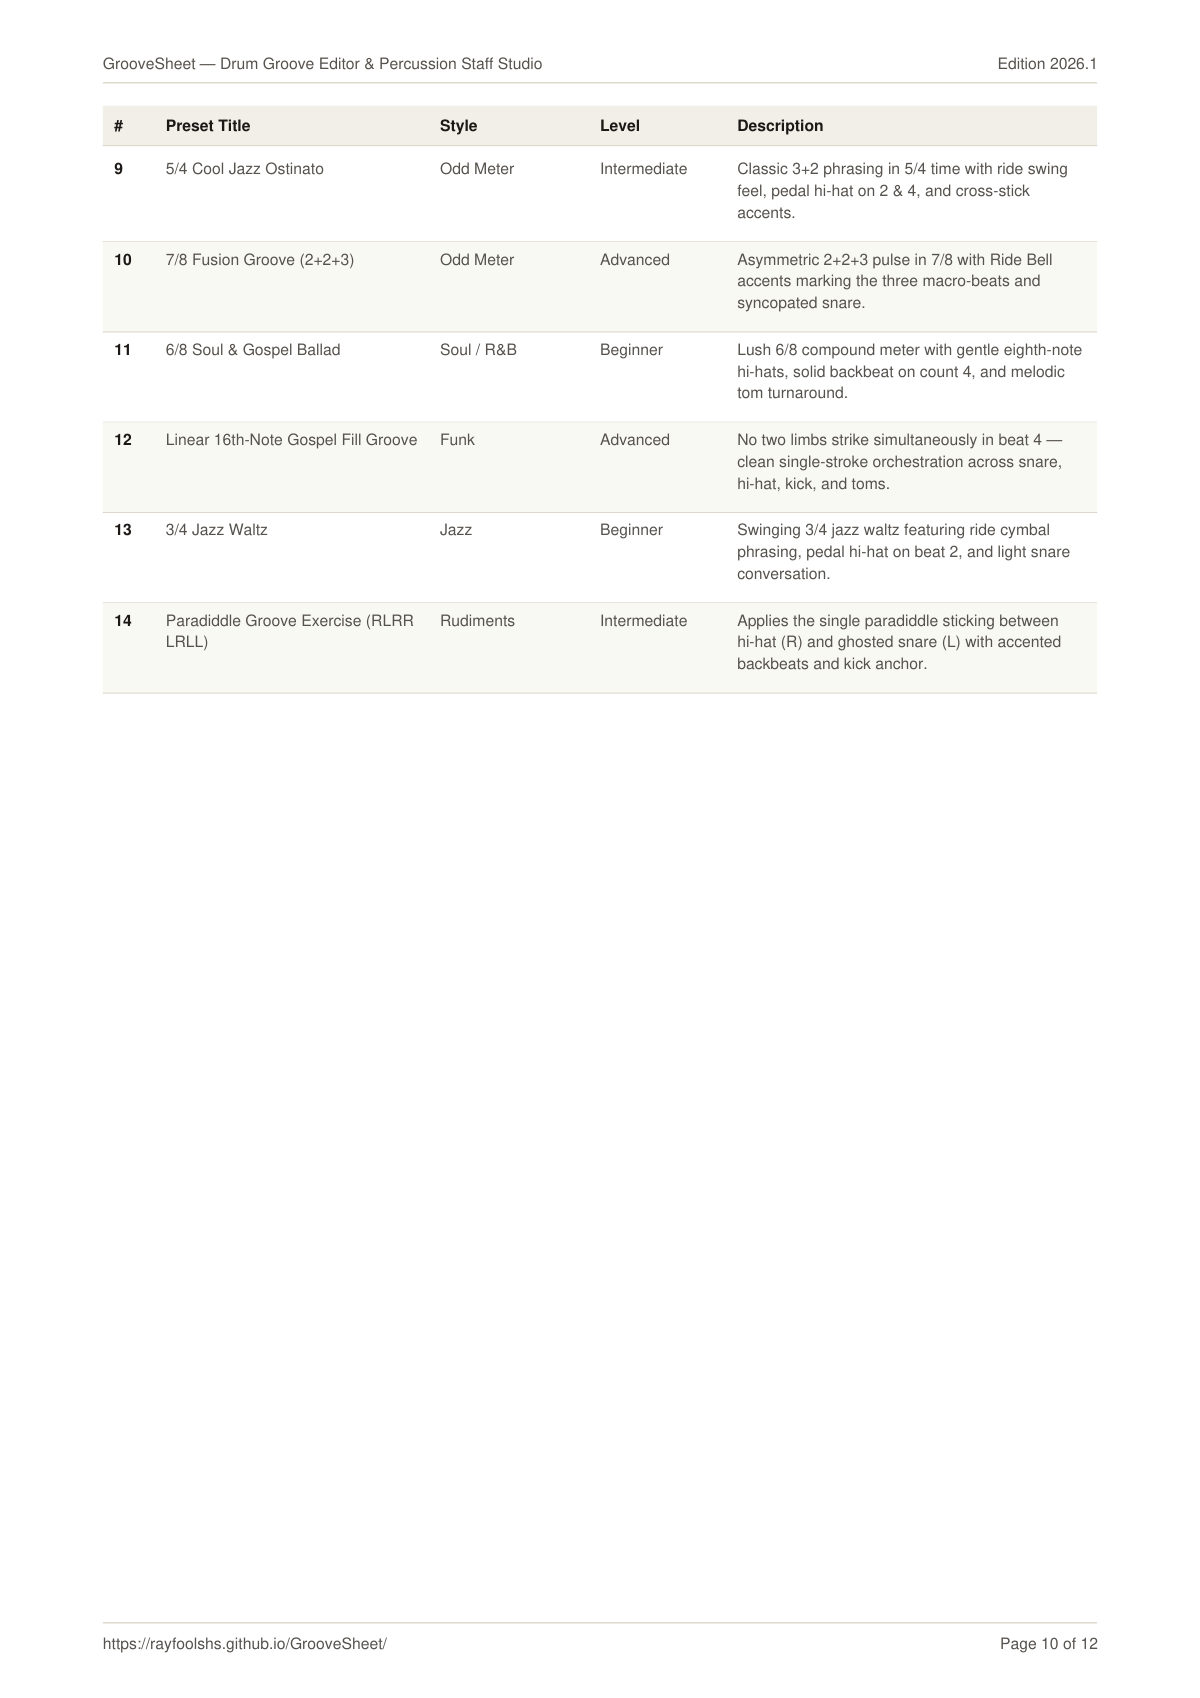 GrooveSheet — Drum Groove Editor & Percussion Staff Studio
Edition 2026.1
# Preset Title Style Level Description
9 5/4 Cool Jazz Ostinato Odd Meter Intermediate Classic 3+2 phrasing in 5/4 time with ride swing
feel, pedal hi-hat on 2 & 4, and cross-stick
accents.
10 7/8 Fusion Groove (2+2+3) Odd Meter Advanced Asymmetric 2+2+3 pulse in 7/8 with Ride Bell
accents marking the three macro-beats and
syncopated snare.
11 6/8 Soul & Gospel Ballad Soul / R&B Beginner Lush 6/8 compound meter with gentle eighth-note
hi-hats, solid backbeat on count 4, and melodic
tom turnaround.
12 Linear 16th-Note Gospel Fill Groove Funk Advanced No two limbs strike simultaneously in beat 4 —
clean single-stroke orchestration across snare,
hi-hat, kick, and toms.
13 3/4 Jazz Waltz Jazz Beginner Swinging 3/4 jazz waltz featuring ride cymbal
phrasing, pedal hi-hat on beat 2, and light snare
conversation.
14 Paradiddle Groove Exercise (RLRR Rudiments Intermediate Applies the single paradiddle sticking between
LRLL) hi-hat (R) and ghosted snare (L) with accented
backbeats and kick anchor.
https://rayfoolshs.github.io/GrooveSheet/
Page 10 of 12